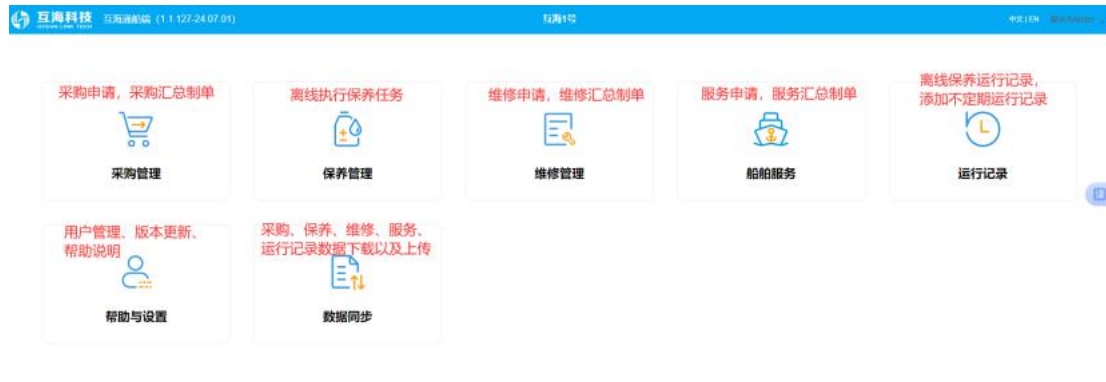 互海科技 互海通船端 (1.1.127-24.07.01)
互海1号
中文 | EN
采购申请，采购汇总制单
采购管理
离线执行保养任务
保养管理
维修申请，维修汇总制单
维修管理
服务申请，服务汇总制单
船舶服务
离线保养运行记录，
添加不定期运行记录
运行记录
用户管理、版本更新、
帮助说明
帮助与设置
采购、保养、维修、服务、
运行记录数据下载以及上传
数据同步